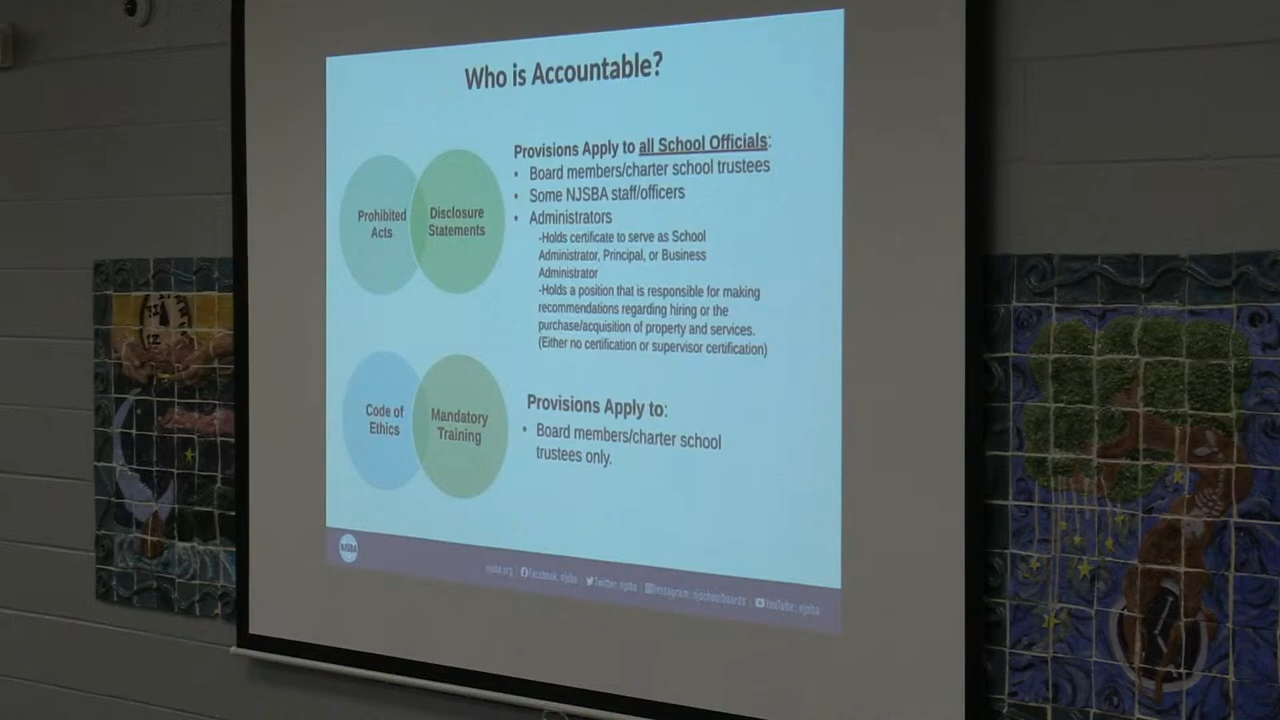 Who is Accountable?
Prohibited
Acts
Disclosure
Statements
Provisions Apply to all School Officials:
• Board members/charter school trustees
• Some NJSBA staff/officers
• Administrators
-Holds certificate to serve as School
Administrator, Principal, or Business
Administrator
-Holds a position that is responsible for making
recommendations regarding hiring or the
purchase/acquisition of property and services.
(Either no certification or supervisor certification)
Code of
Ethics
Mandatory
Training
Provisions Apply to:
• Board members/charter school
trustees only.
NJSBA
njsba.org | Facebook: njsba | Twitter: njsba | Instagram: njschoolboards | YouTube: njsba